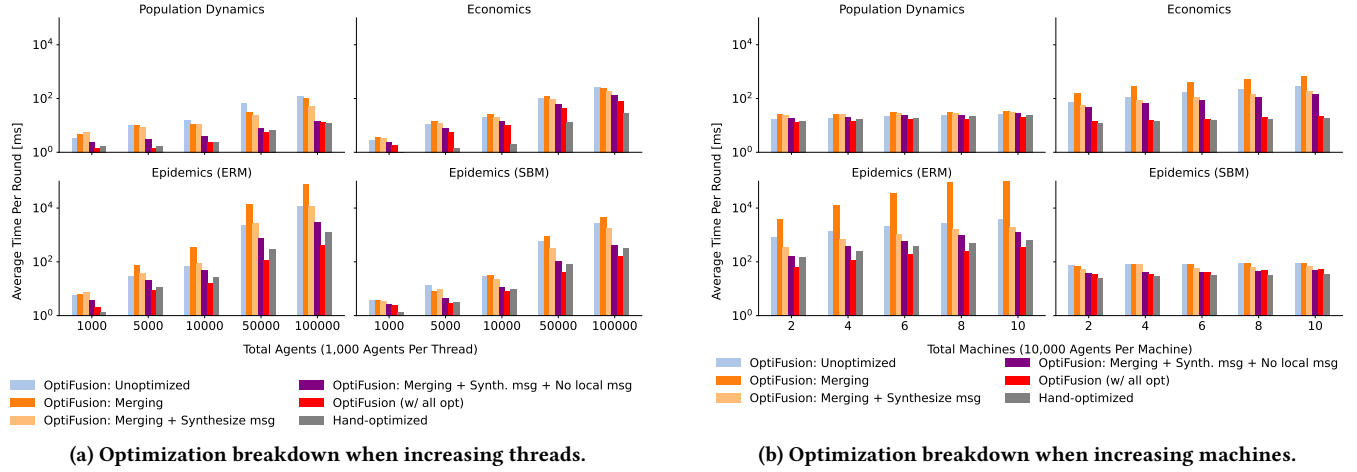 Population Dynamics
Economics
10^4
10^2
10^0
Epidemics (ERM)
Epidemics (SBM)
10^4
10^2
10^0
Average Time Per Round [ms]
1000 5000 10000 50000 100000
1000 5000 10000 50000 100000
Total Agents (1,000 Agents Per Thread)
OptiFusion: Unoptimized
OptiFusion: Merging
OptiFusion: Merging + Synthesize msg
OptiFusion: Merging + Synth. msg + No local msg
OptiFusion (w/ all opt)
Hand-optimized
(a) Optimization breakdown when increasing threads.
Population Dynamics
Economics
10^4
10^2
10^0
Epidemics (ERM)
Epidemics (SBM)
10^4
10^2
10^0
Average Time Per Round [ms]
2 4 6 8 10
2 4 6 8 10
Total Machines (10,000 Agents Per Machine)
OptiFusion: Unoptimized
OptiFusion: Merging
OptiFusion: Merging + Synthesize msg
OptiFusion: Merging + Synth. msg + No local msg
OptiFusion (w/ all opt)
Hand-optimized
(b) Optimization breakdown when increasing machines.